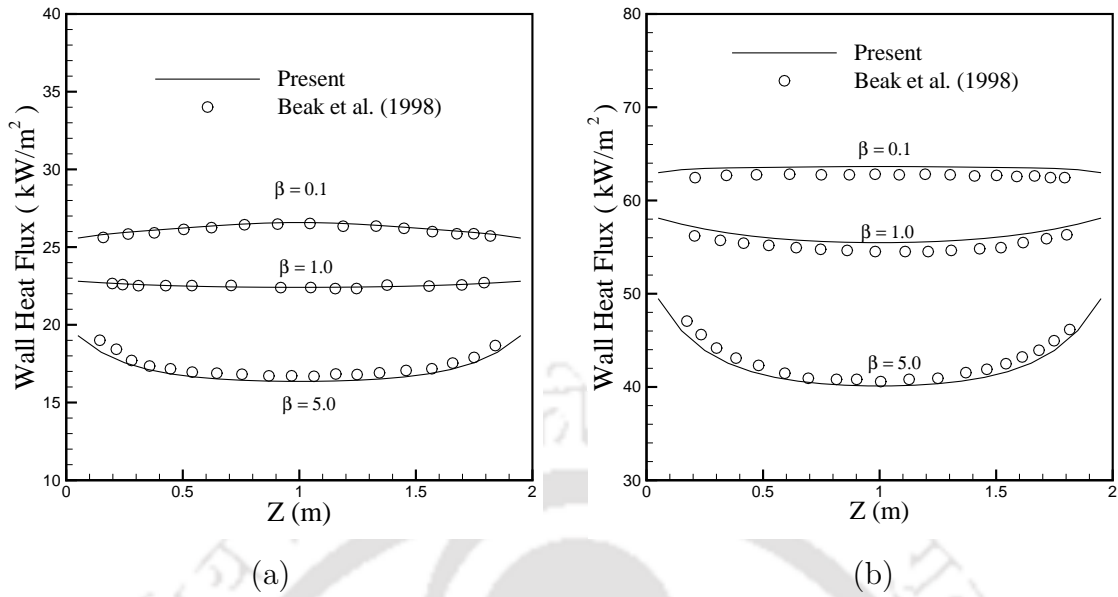 40
35
30
25
20
15
10
0
0.5
1
1.5
2
Wall Heat Flux ( kW/m² )
Z (m)
Present
Beak et al. (1998)
β = 0.1
β = 1.0
β = 5.0
(a)
80
70
60
50
40
30
0
0.5
1
1.5
2
Wall Heat Flux ( kW/m² )
Z (m)
Present
Beak et al. (1998)
β = 0.1
β = 1.0
β = 5.0
(b)